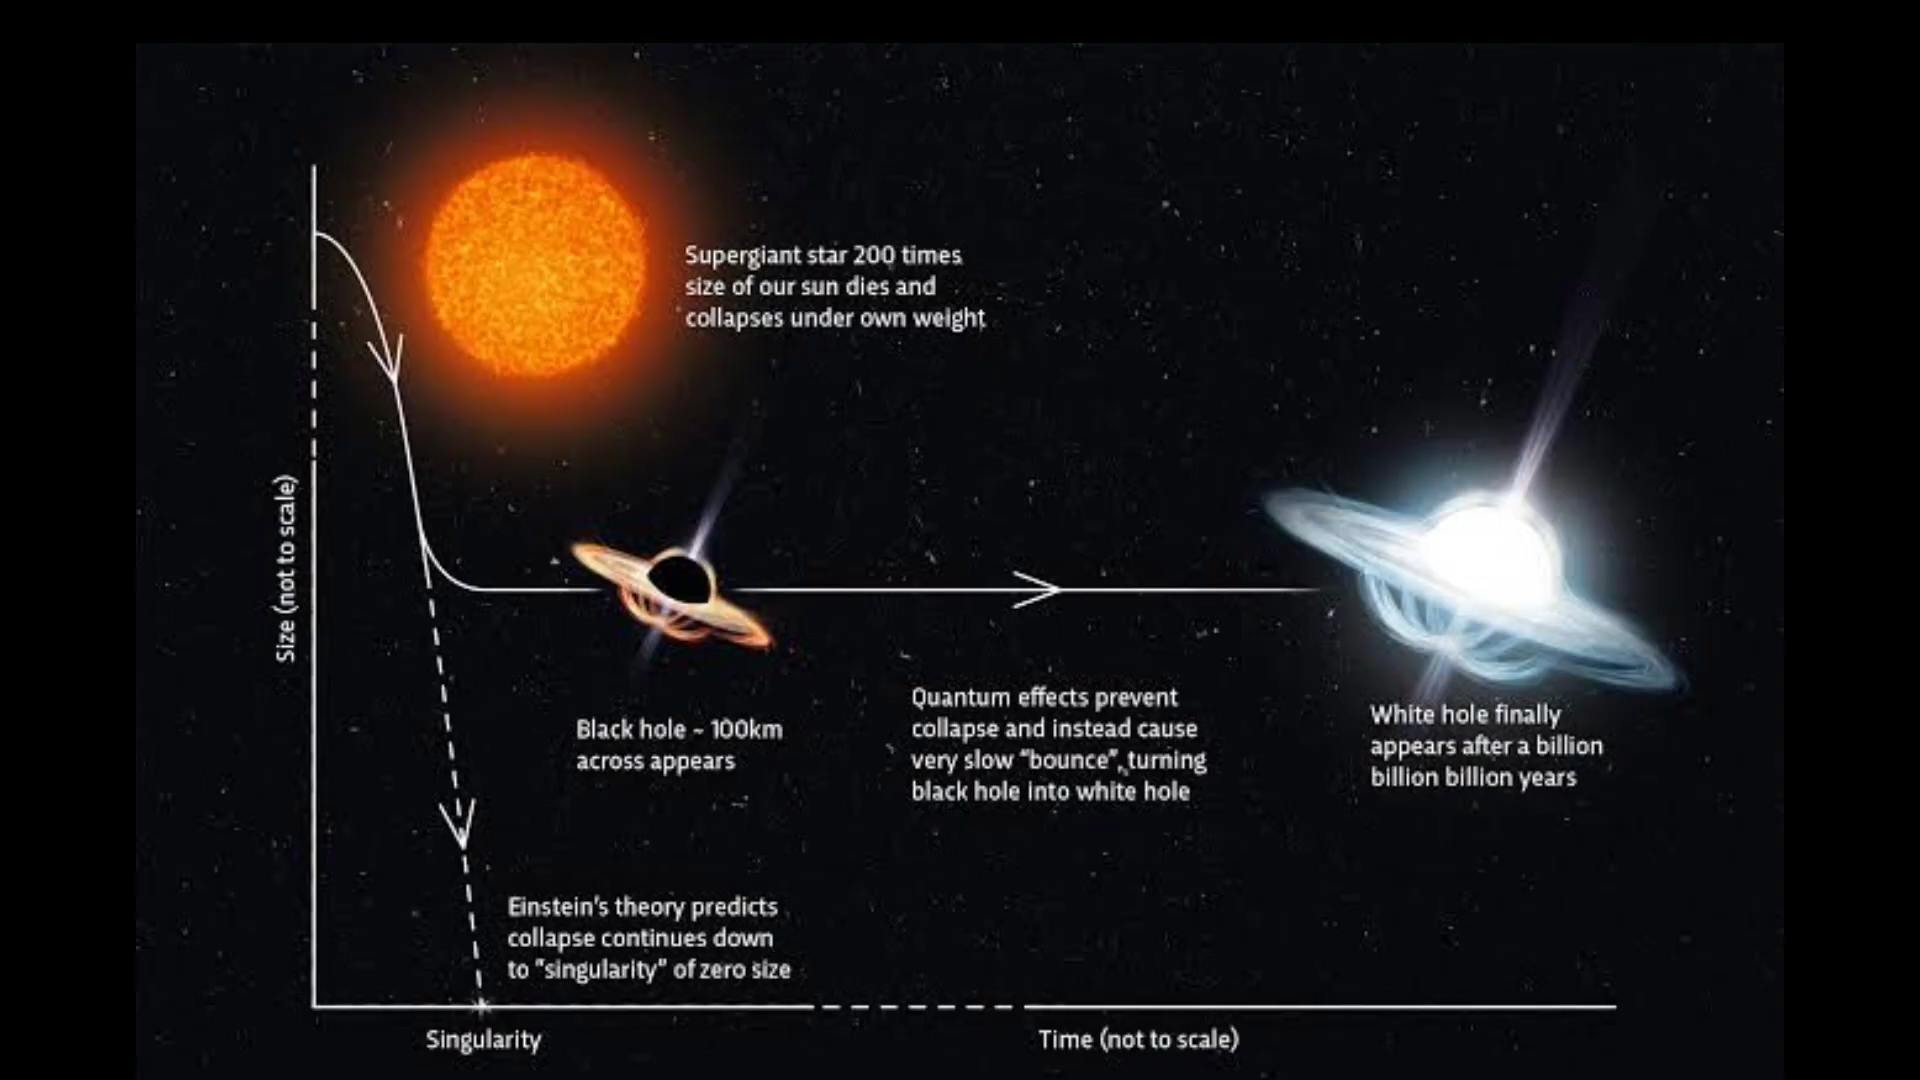 Supergiant star 200 times
size of our sun dies and
collapses under own weight
Size (not to scale)
Black hole ~ 100km
across appears
Quantum effects prevent
collapse and instead cause
very slow "bounce", turning
black hole into white hole
White hole finally
appears after a billion
billion billion years
Einstein's theory predicts
collapse continues down
to "singularity" of zero size
Singularity
Time (not to scale)